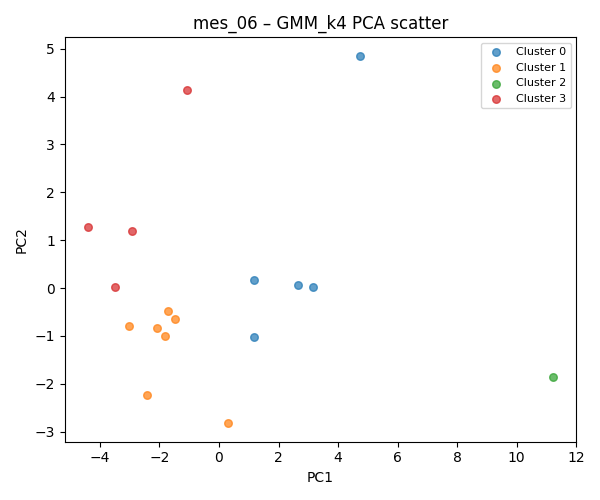 mes_06 – GMM_k4 PCA scatter
Cluster 0
Cluster 1
Cluster 2
Cluster 3
PC2
5
4
3
2
1
0
−1
−2
−3
−4 −2 0 2 4 6 8 10 12
PC1